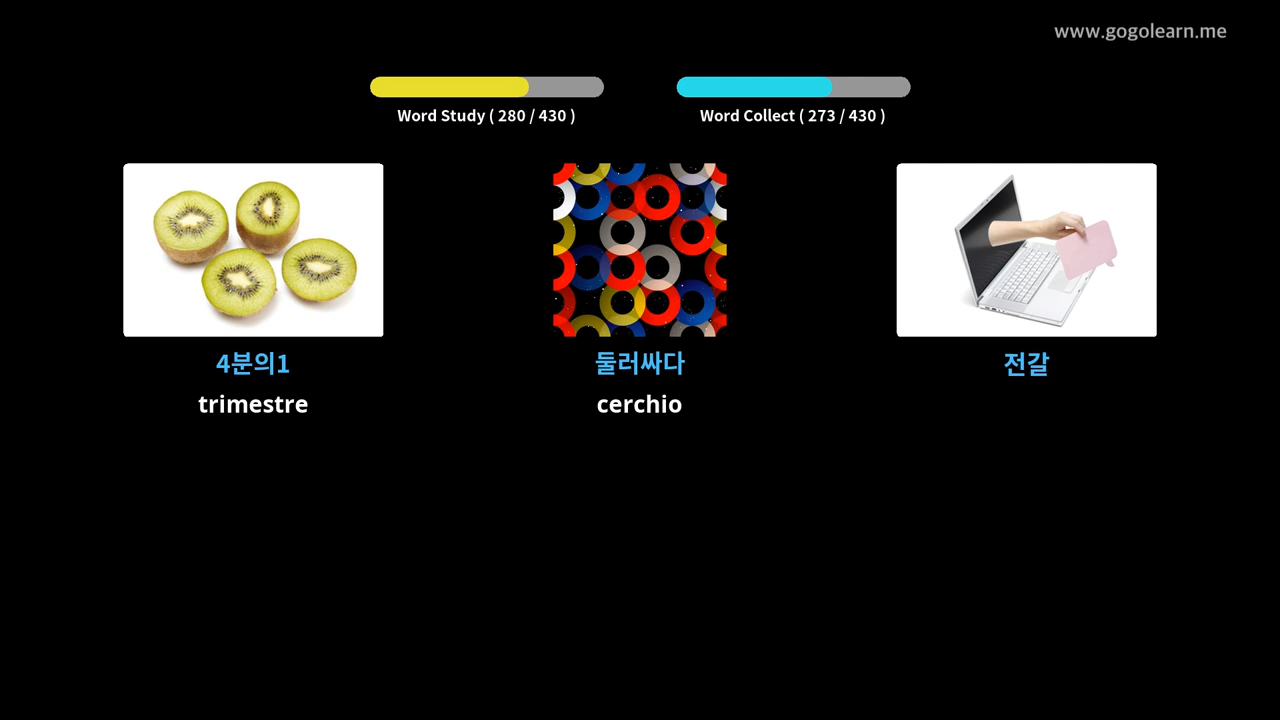 www.gogolearn.me
Word Study ( 280 / 430 )
Word Collect ( 273 / 430 )
4분의1
trimestre
둘러싸다
cerchio
전갈